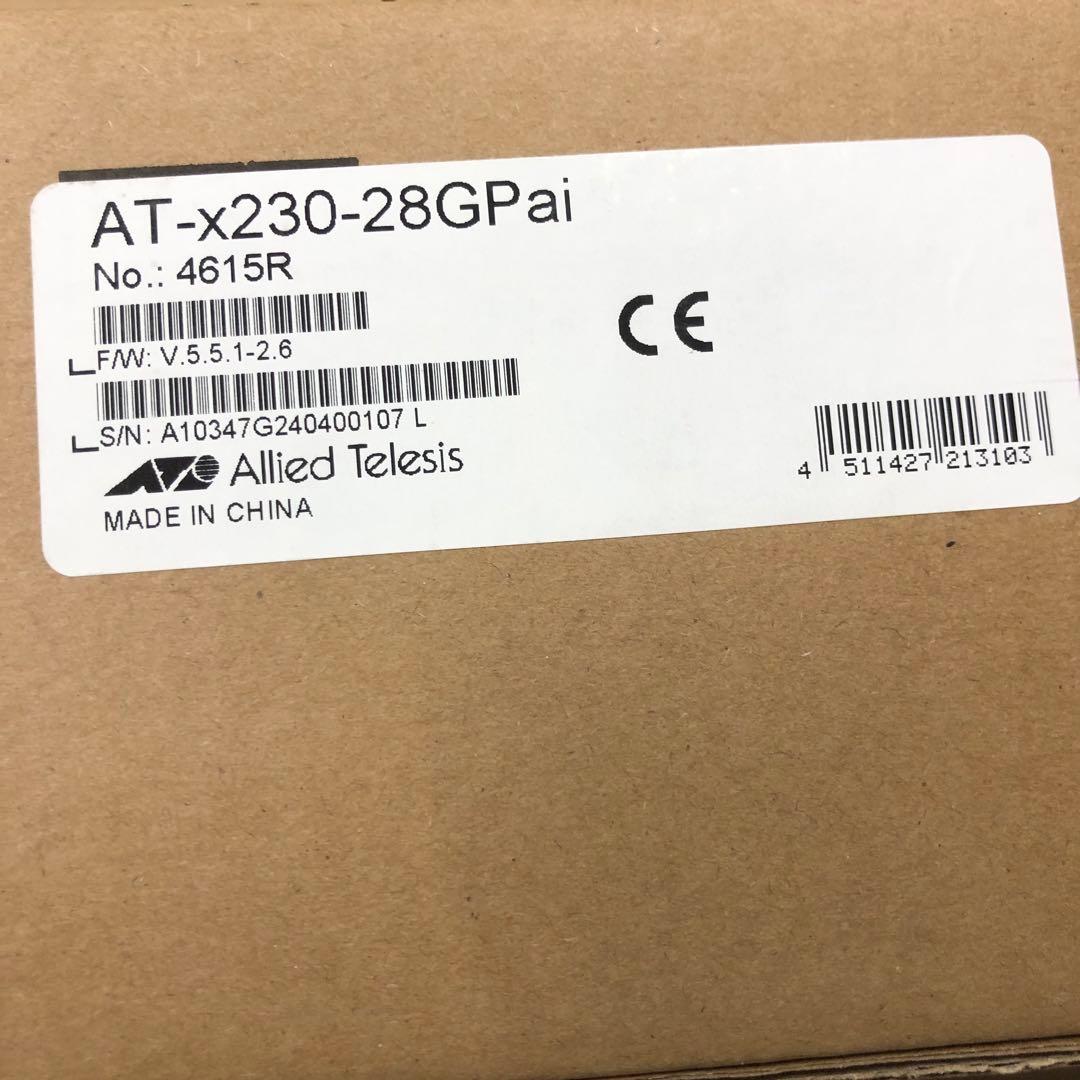 AT-x230-28GPai
No.: 4615R
F/W: V.5.5.1-2.6
S/N: A10347G240400107 L
Allied Telesis
MADE IN CHINA
CE
4 511427 213103